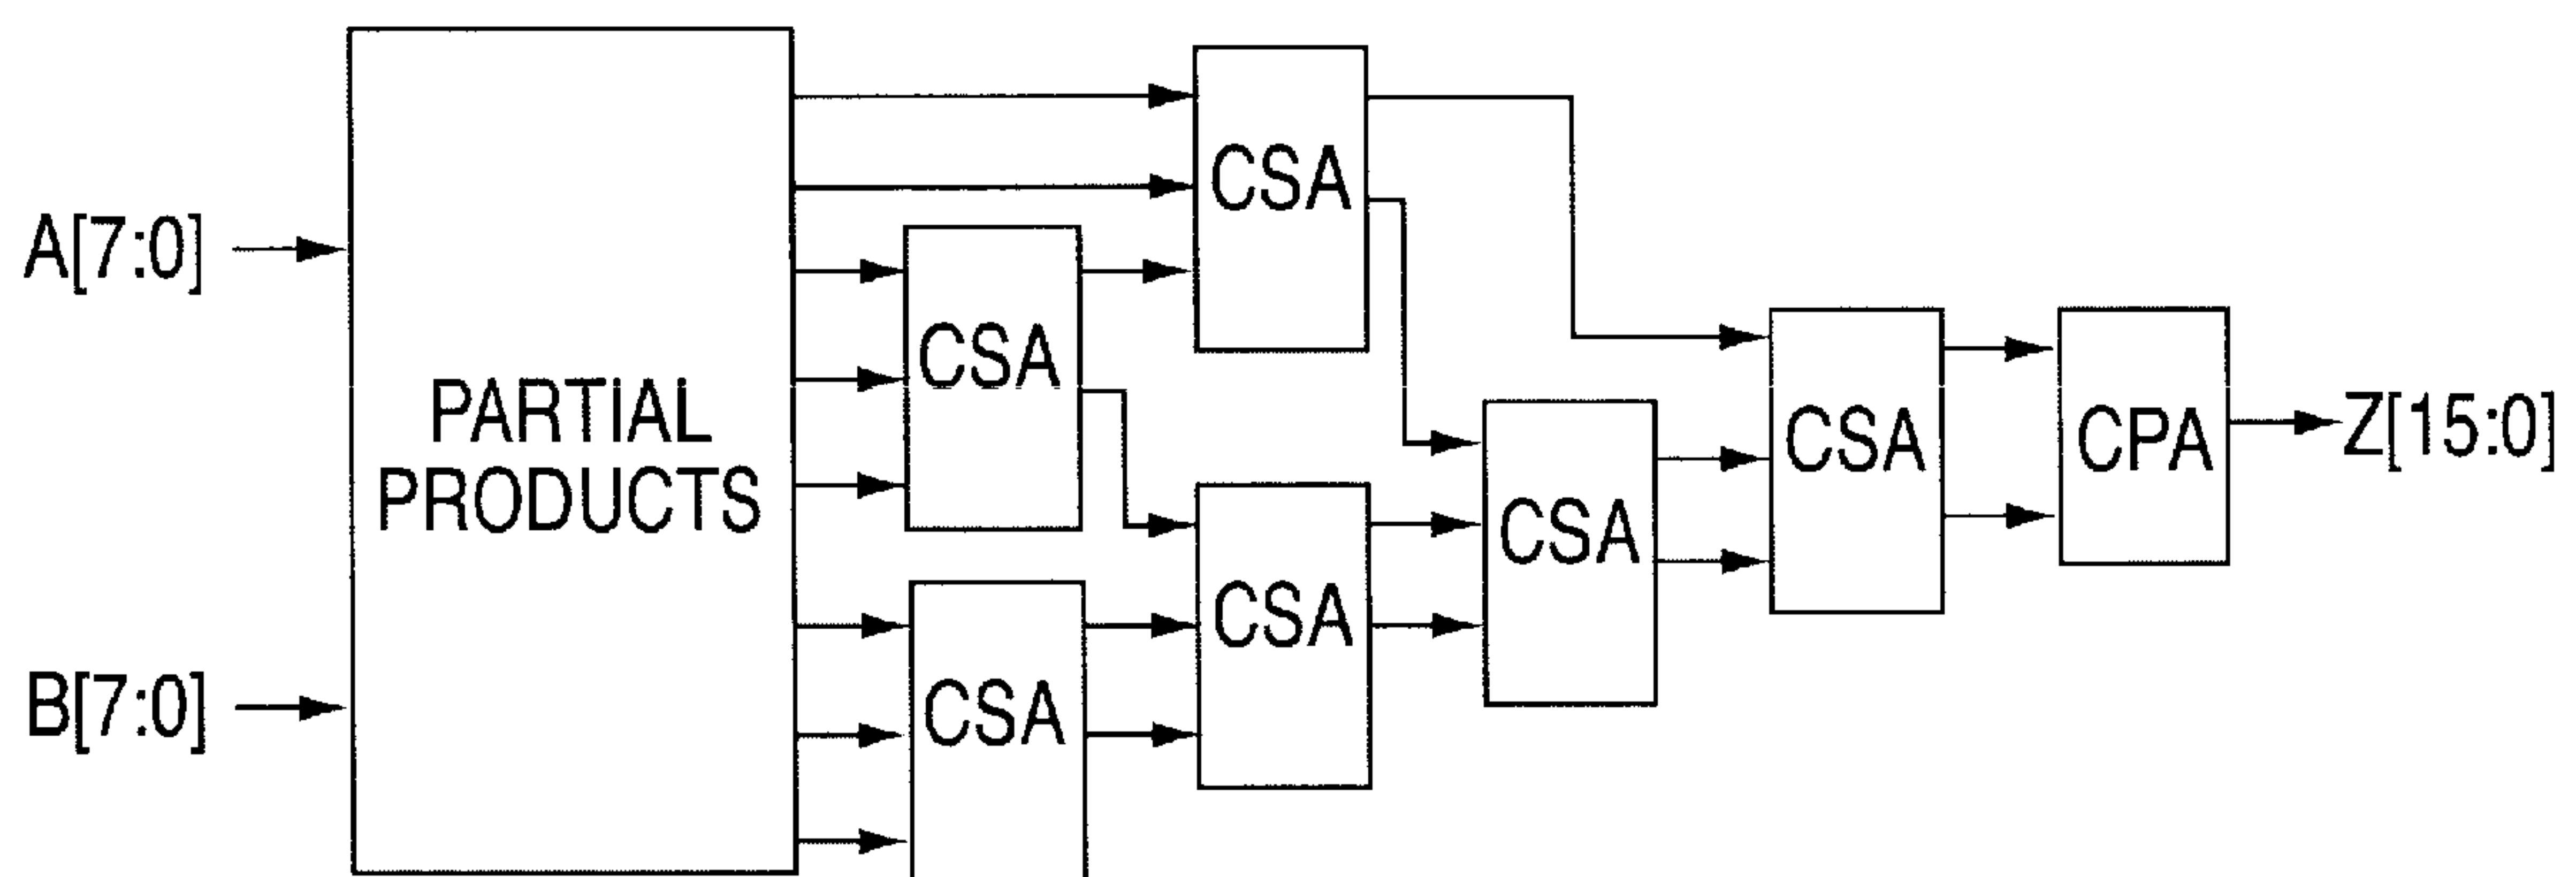 A[7:0]
B[7:0]
PARTIAL
PRODUCTS
CSA
CSA
CSA
CSA
CSA
CSA
CPA
Z[15:0]